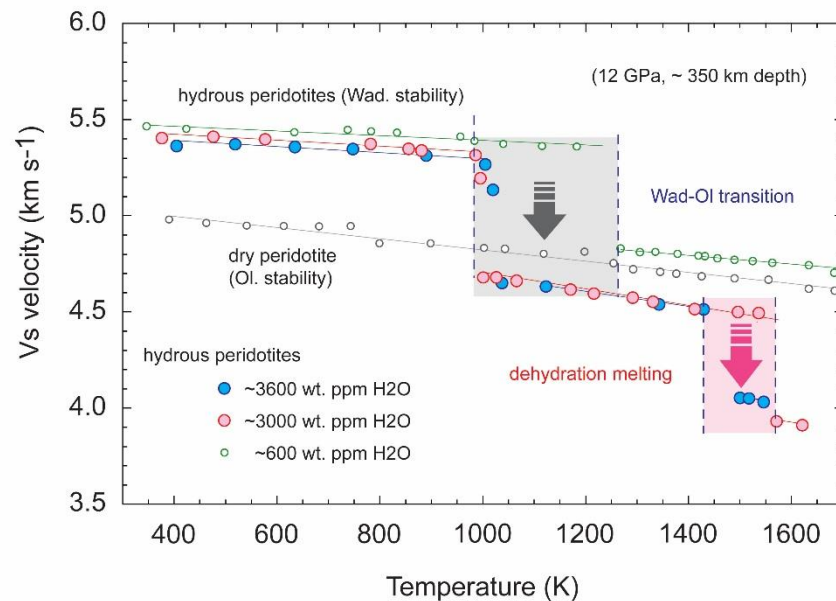 6.0
5.5
5.0
4.5
4.0
3.5
Vs velocity (km s-1)
(12 GPa, ~ 350 km depth)
hydrous peridotites (Wad. stability)
Wad-Ol transition
dry peridotite
(Ol. stability)
hydrous peridotites
~3600 wt. ppm H2O
~3000 wt. ppm H2O
~600 wt. ppm H2O
dehydration melting
400 600 800 1000 1200 1400 1600
Temperature (K)